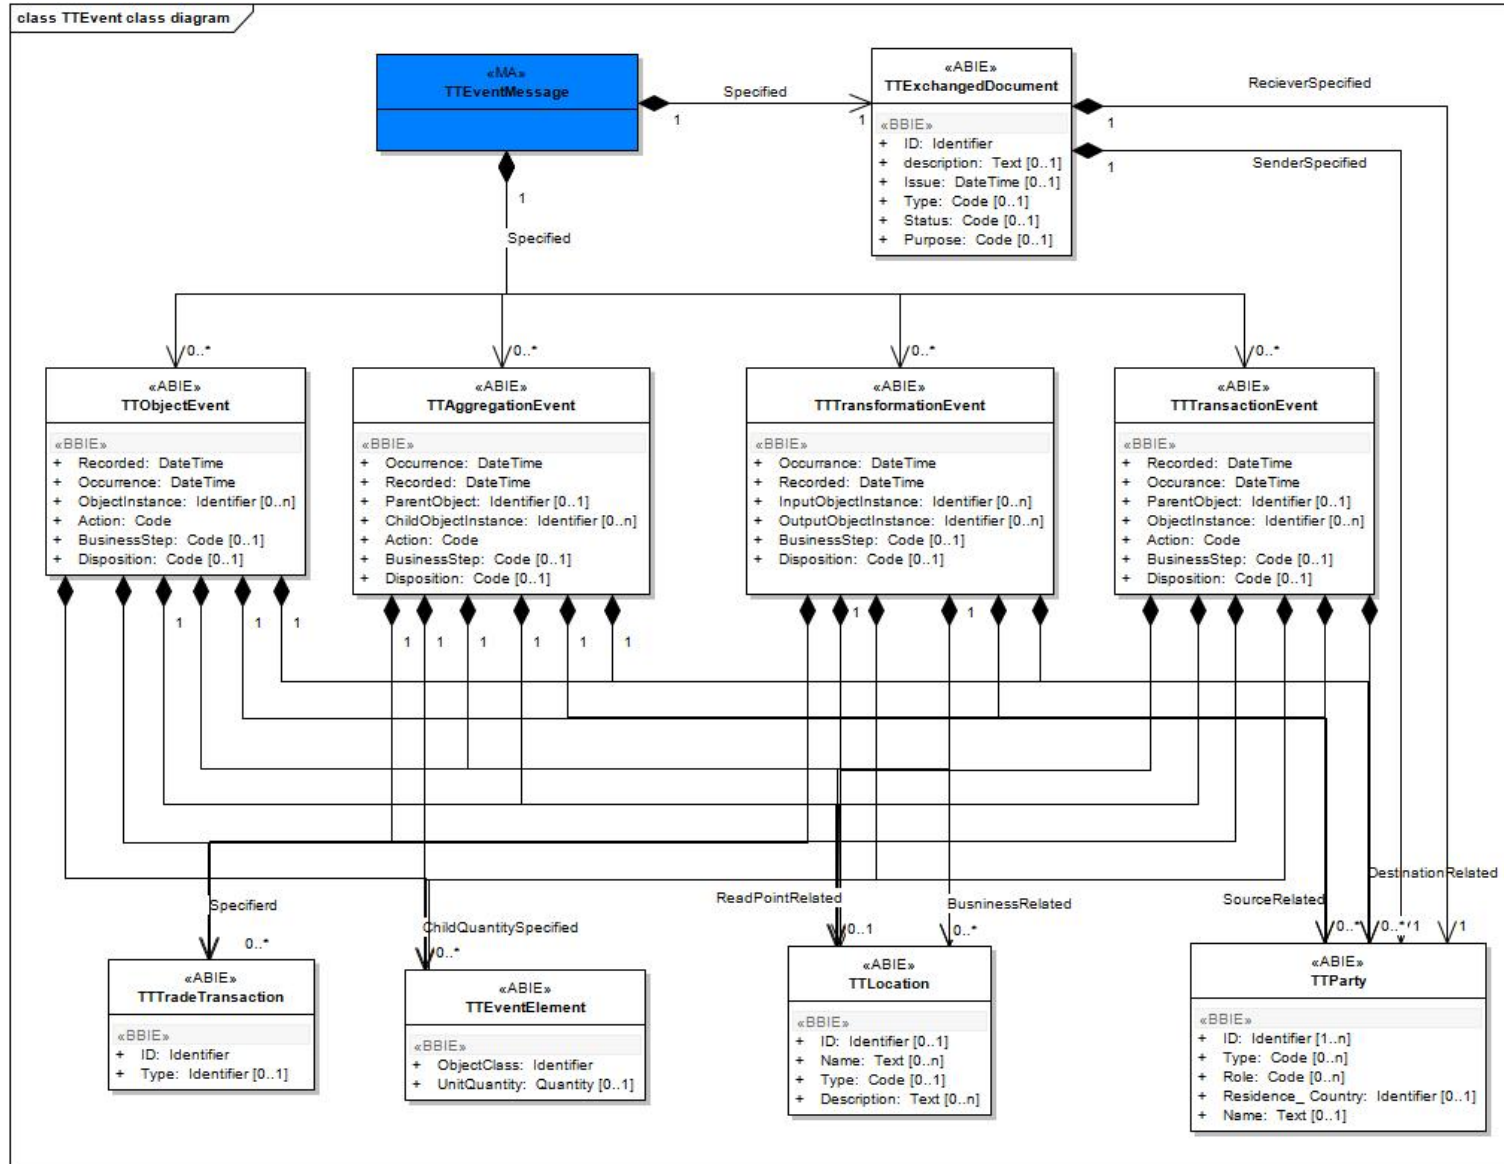 class TTEvent class diagram
«MA»
TTEventMessage
Specified
1
1
«ABIE»
TTExchangedDocument
«BBIE»
+ ID: Identifier
+ description: Text [0..1]
+ Issue: DateTime [0..1]
+ Type: Code [0..1]
+ Status: Code [0..1]
+ Purpose: Code [0..1]
RecieverSpecified
1
SenderSpecified
1
1
Specified
0..*
0..*
0..*
0..*
«ABIE»
TTObjectEvent
«BBIE»
+ Recorded: DateTime
+ Occurrence: DateTime
+ ObjectInstance: Identifier [0..n]
+ Action: Code
+ BusinessStep: Code [0..1]
+ Disposition: Code [0..1]
«ABIE»
TTAggregationEvent
«BBIE»
+ Occurrence: DateTime
+ Recorded: DateTime
+ ParentObject: Identifier [0..1]
+ ChildObjectInstance: Identifier [0..n]
+ Action: Code
+ BusinessStep: Code [0..1]
+ Disposition: Code [0..1]
«ABIE»
TTTransformationEvent
«BBIE»
+ Occurrance: DateTime
+ Recorded: DateTime
+ InputObjectInstance: Identifier [0..n]
+ OutputObjectInstance: Identifier [0..n]
+ BusinessStep: Code [0..1]
+ Disposition: Code [0..1]
«ABIE»
TTTransactionEvent
«BBIE»
+ Recorded: DateTime
+ Occurance: DateTime
+ ParentObject: Identifier [0..1]
+ ObjectInstance: Identifier [0..n]
+ Action: Code
+ BusinessStep: Code [0..1]
+ Disposition: Code [0..1]
1
1
1
1
1
1
1
1
1
1
1
Specifierd
0..*
ChildQuantitySpecified
0..*
ReadPointRelated
0..1
BusninessRelated
0..*
SourceRelated
0..*
DestinationRelated
0..*
1
1
«ABIE»
TTTradeTransaction
«BBIE»
+ ID: Identifier
+ Type: Identifier [0..1]
«ABIE»
TTEventElement
«BBIE»
+ ObjectClass: Identifier
+ UnitQuantity: Quantity [0..1]
«ABIE»
TTLocation
«BBIE»
+ ID: Identifier [0..1]
+ Name: Text [0..n]
+ Type: Code [0..1]
+ Description: Text [0..n]
«ABIE»
TTParty
«BBIE»
+ ID: Identifier [1..n]
+ Type: Code [0..n]
+ Role: Code [0..n]
+ Residence_ Country: Identifier [0..1]
+ Name: Text [0..1]